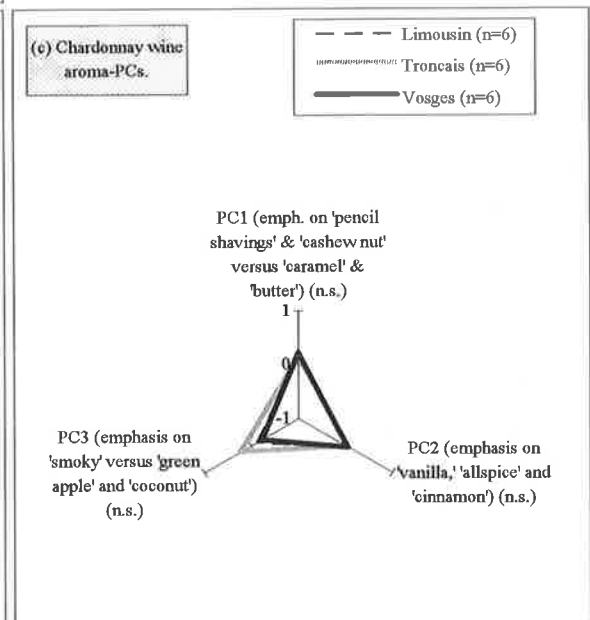 (c) Chardonnay wine
aroma-PCs.
Limousin (n=6)
Troncais (n=6)
Vosges (n=6)
PC1 (emph. on 'pencil
shavings' & 'cashew nut'
versus 'caramel' &
'butter') (n.s.)
1
0
-1
PC3 (emphasis on
'smoky' versus 'green
apple' and 'coconut')
(n.s.)
PC2 (emphasis on
'vanilla,' 'allspice' and
'cinnamon') (n.s.)